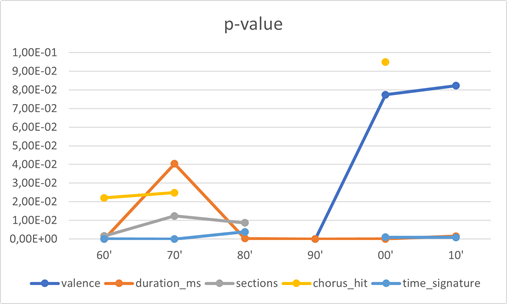 p-value
1,00E-01
9,00E-02
8,00E-02
7,00E-02
6,00E-02
5,00E-02
4,00E-02
3,00E-02
2,00E-02
1,00E-02
0,00E+00
60' 70' 80' 90' 00' 10'
valence duration_ms sections chorus_hit time_signature